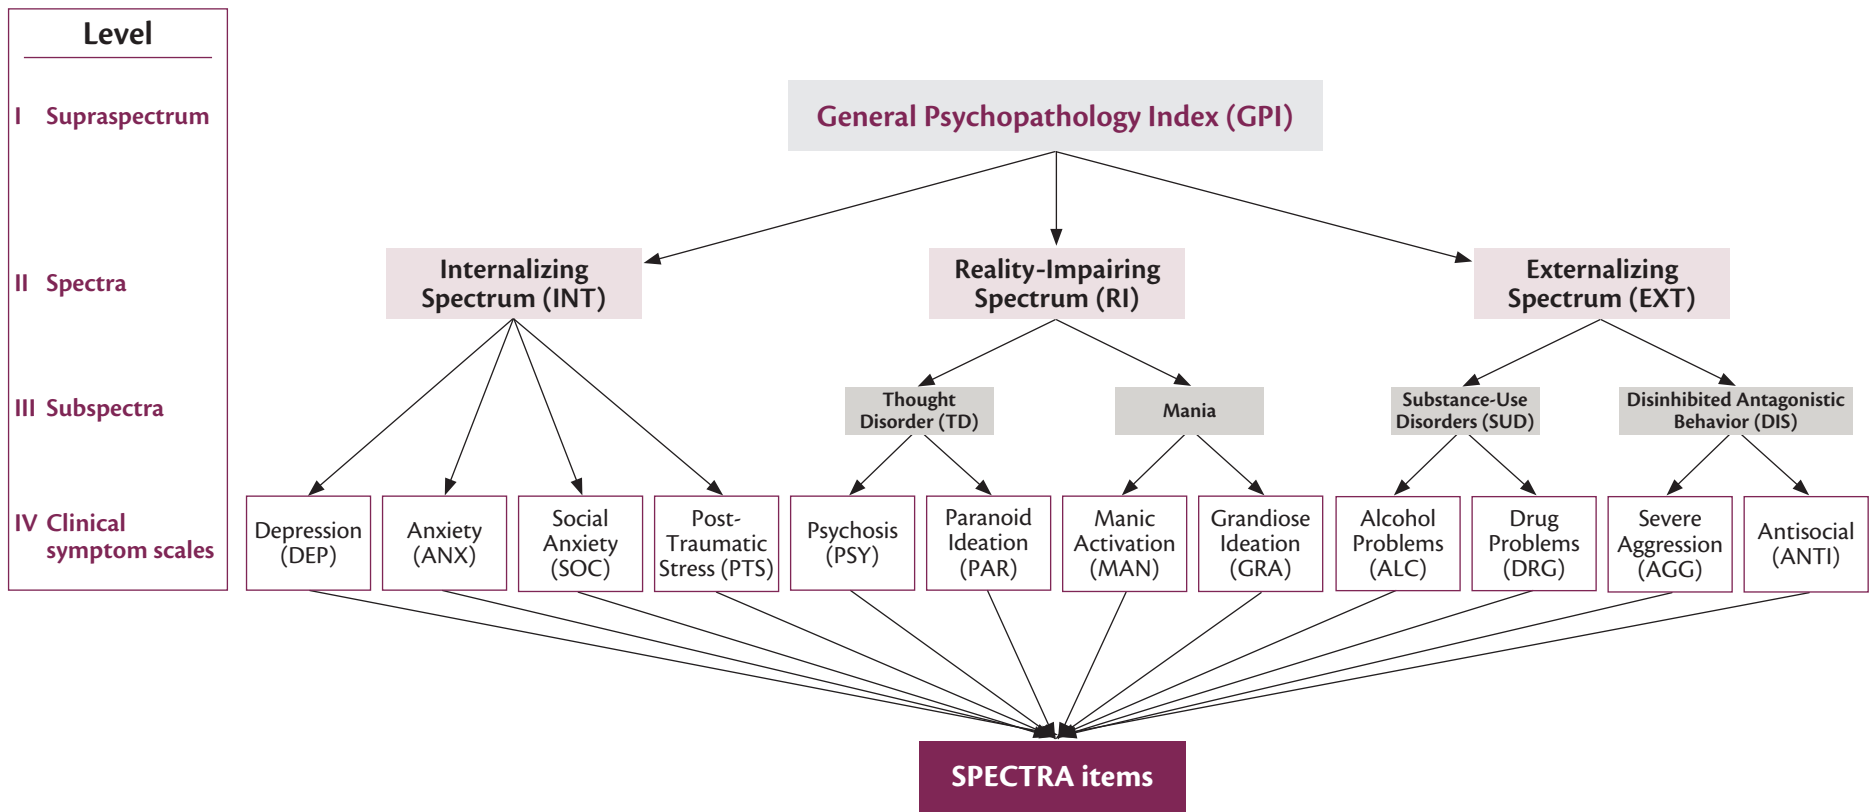 Level
I Supraspectrum
General Psychopathology Index (GPI)
II Spectra
Internalizing
Spectrum (INT)
Reality-Impairing
Spectrum (RI)
Externalizing
Spectrum (EXT)
III Subspectra
Thought
Disorder (TD)
Mania
Substance-Use
Disorders (SUD)
Disinhibited Antagonistic
Behavior (DIS)
IV Clinical
symptom scales
Depression
(DEP)
Anxiety
(ANX)
Social
Anxiety
(SOC)
Post-
Traumatic
Stress (PTS)
Psychosis
(PSY)
Paranoid
Ideation
(PAR)
Manic
Activation
(MAN)
Grandiose
Ideation
(GRA)
Alcohol
Problems
(ALC)
Drug
Problems
(DRG)
Severe
Aggression
(AGG)
Antisocial
(ANTI)
SPECTRA items